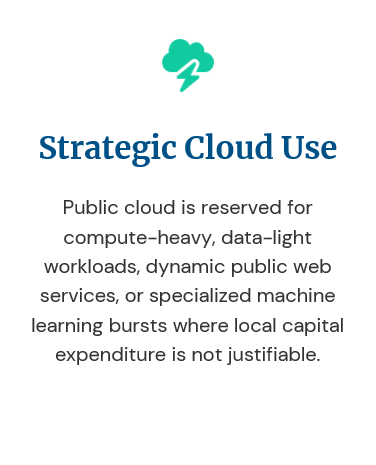 Strategic Cloud Use
Public cloud is reserved for
compute-heavy, data-light
workloads, dynamic public web
services, or specialized machine
learning bursts where local capital
expenditure is not justifiable.